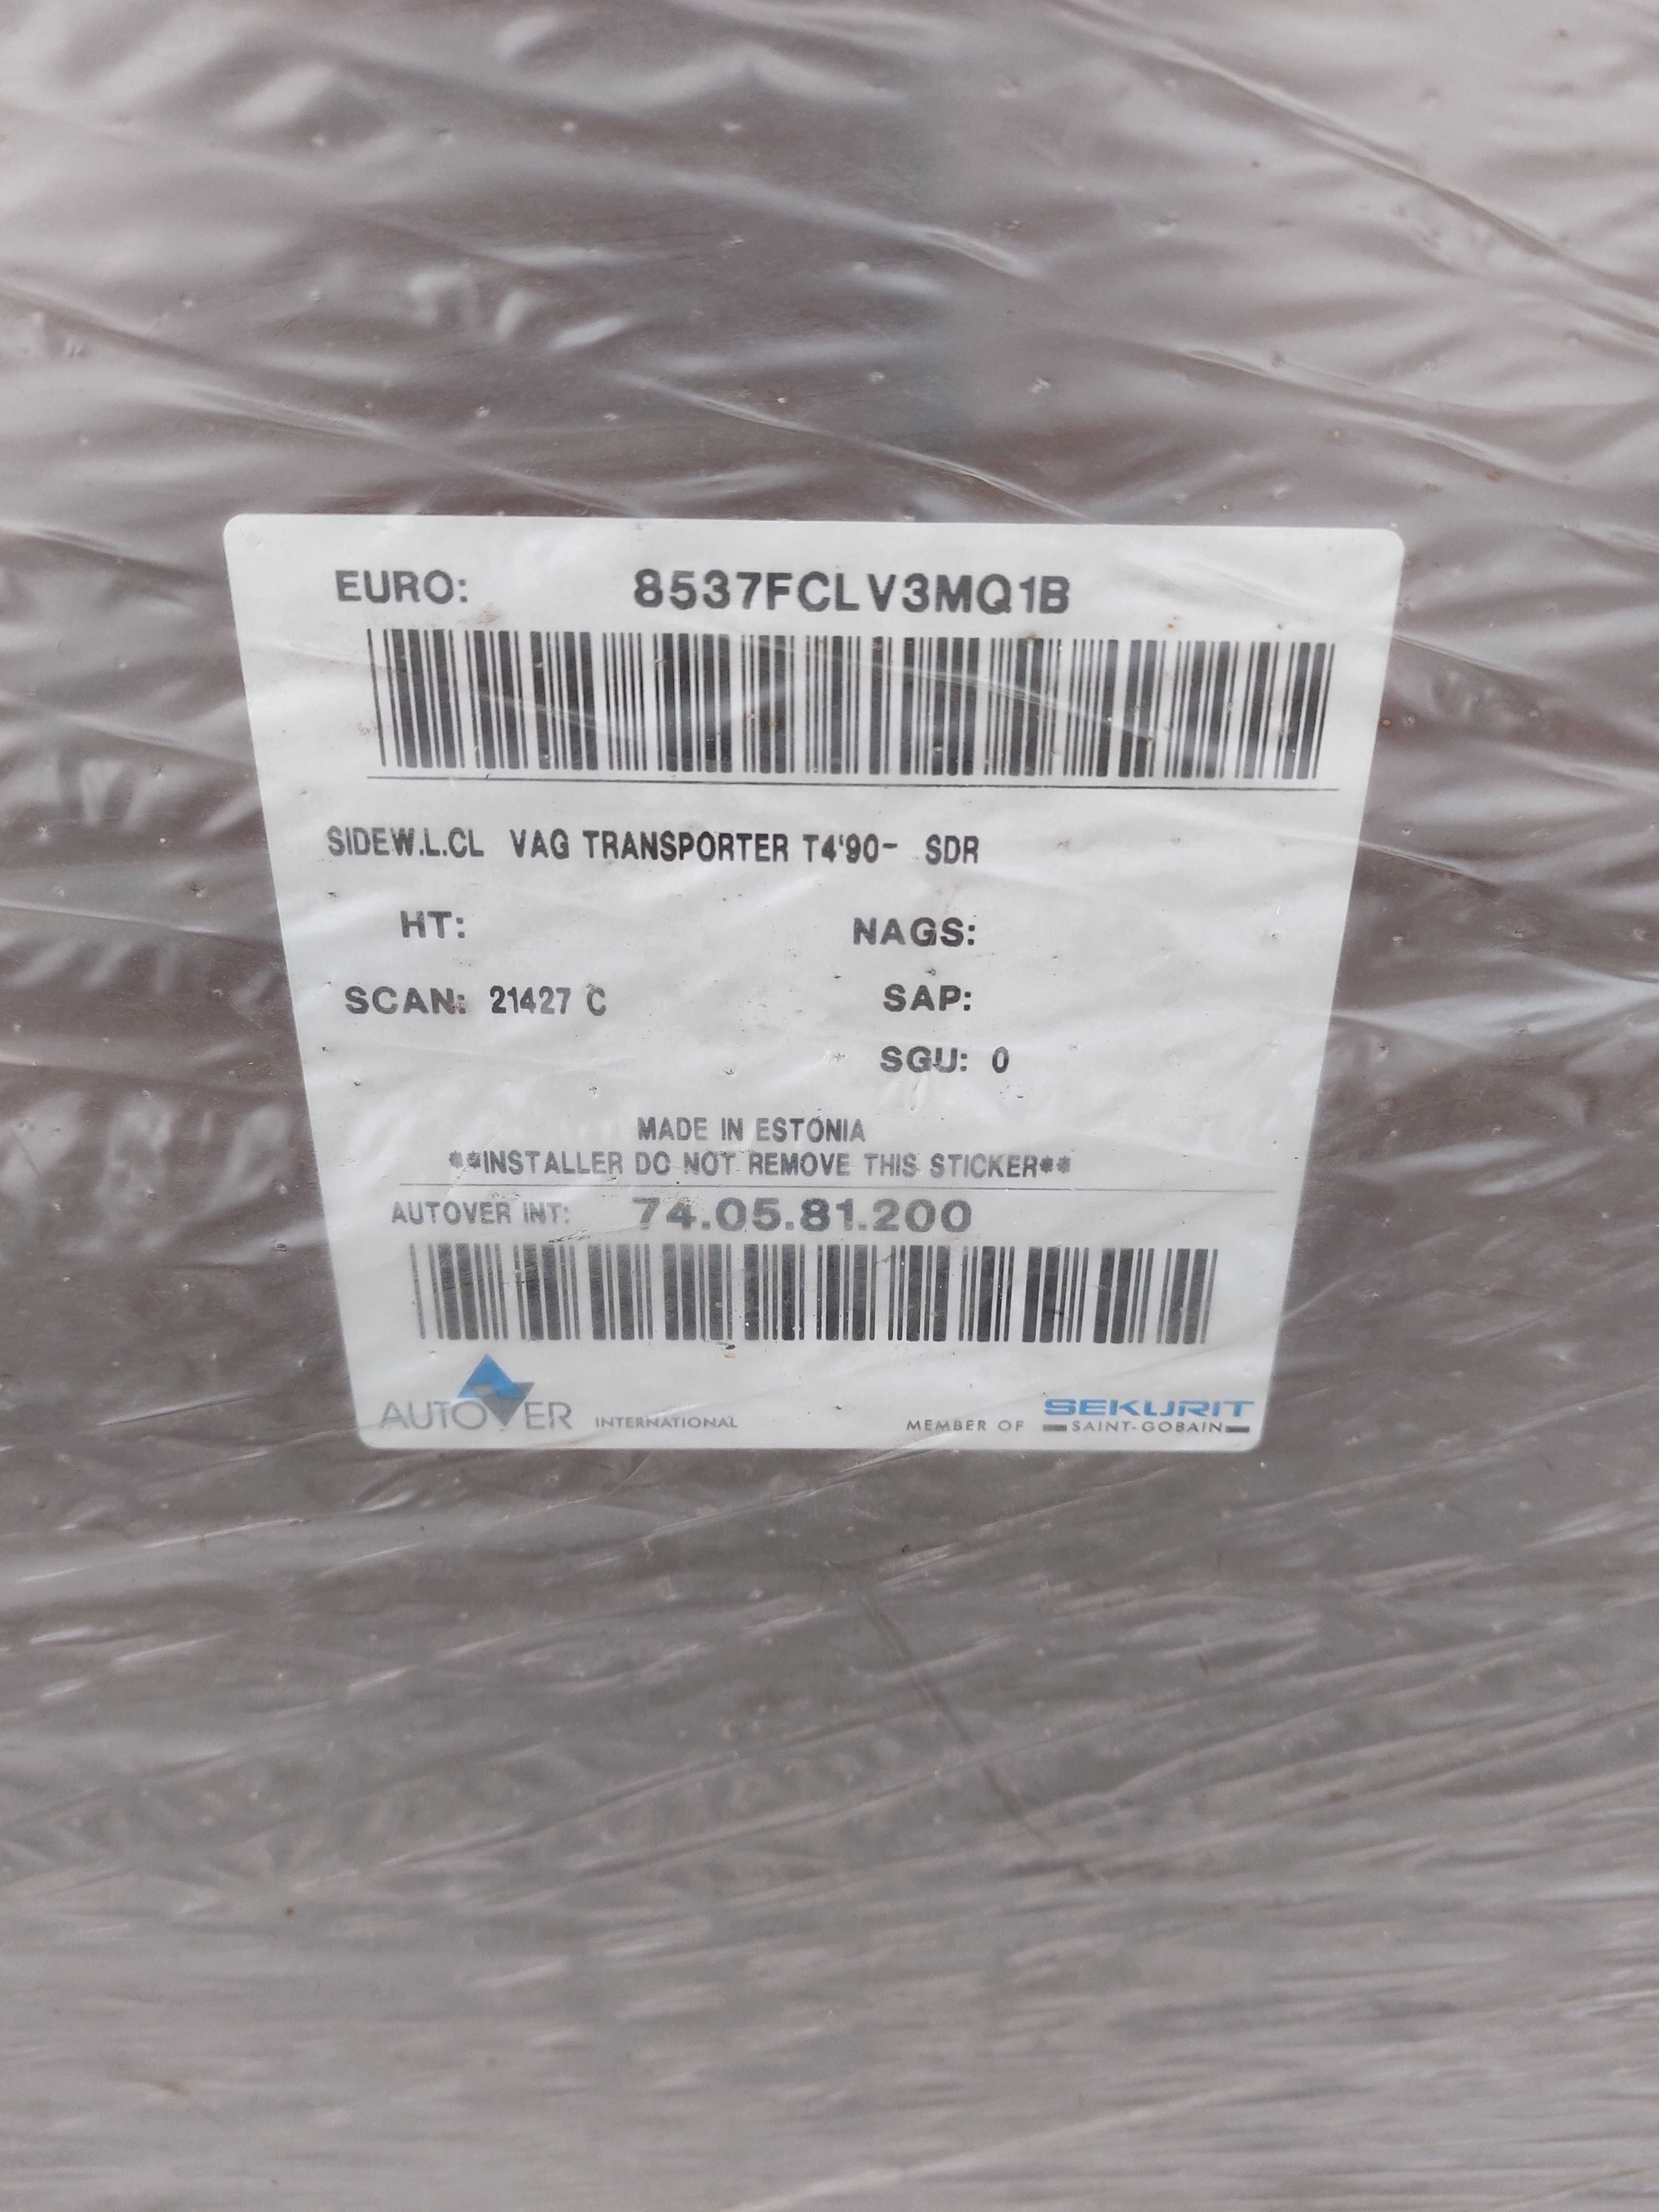 EURO: 8537FCLV3MQ1B
SIDEW.L.CL VAG TRANSPORTER T4'90- SDR
HT: NAGS:
SCAN: 21427 C SAP:
SGU: 0
MADE IN ESTONIA
**INSTALLER DO NOT REMOVE THIS STICKER**
AUTOVER INT: 74.05.81.200
AUTOVER INTERNATIONAL MEMBER OF SEKURIT
SAINT-GOBAIN